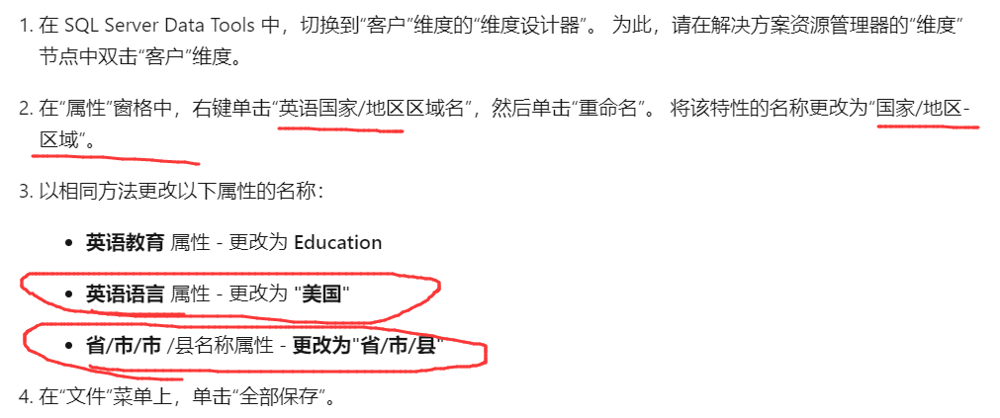 1. 在 SQL Server Data Tools 中，切换到“客户”维度的“维度设计器”。 为此，请在解决方案资源管理器的“维度”
节点中双击“客户”维度。
2. 在“属性”窗格中，右键单击“英语国家/地区区域名”，然后单击“重命名”。 将该特性的名称更改为“国家/地区-
区域”。
3. 以相同方法更改以下属性的名称：
• 英语教育 属性 - 更改为 Education
• 英语语言 属性 - 更改为 "美国"
• 省/市/市 /县名称属性 - 更改为"省/市/县"
4. 在“文件”菜单上，单击“全部保存”。